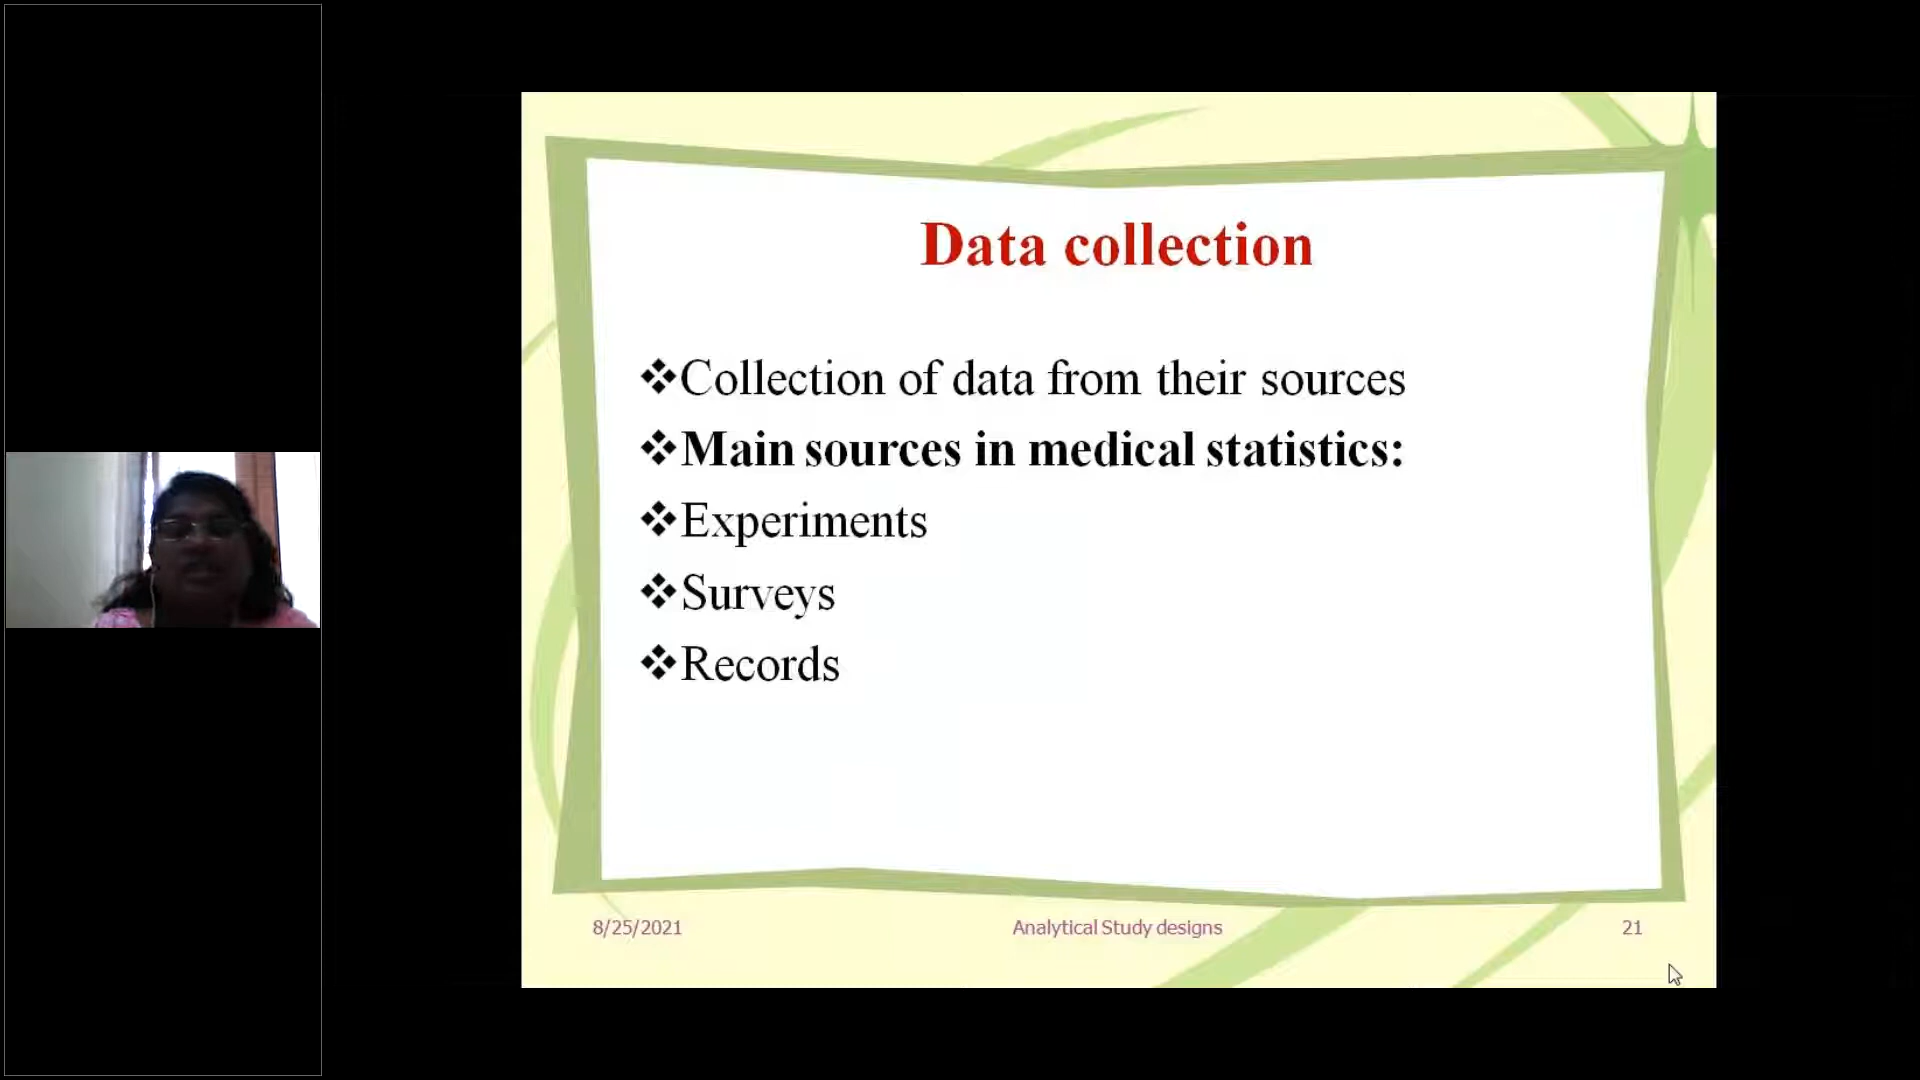 Data collection
❖Collection of data from their sources
❖Main sources in medical statistics:
❖Experiments
❖Surveys
❖Records
8/25/2021 Analytical Study designs 21